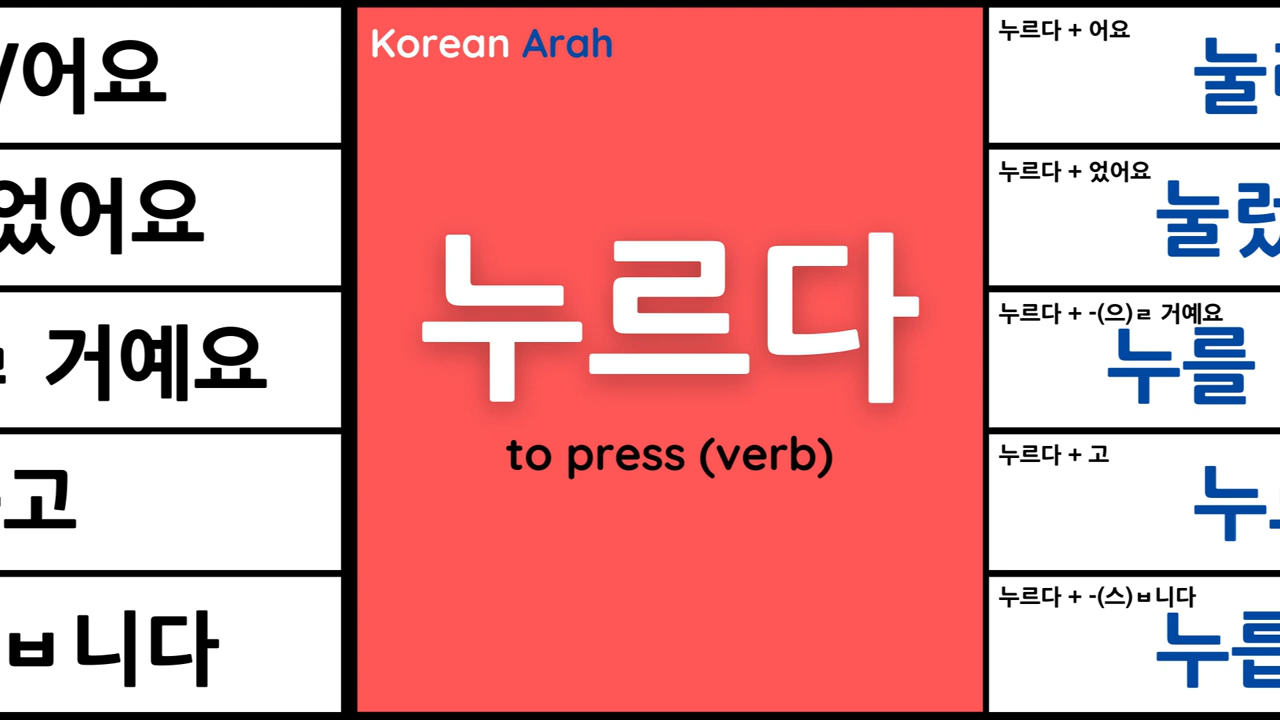 /어요
었어요
거예요
고
ㅂ니다
Korean Arah
누르다
to press (verb)
누르다 + 어요
눌
누르다 + 었어요
눌렀
누르다 + -(으)ㄹ 거예요
누를
누르다 + 고
누
누르다 + -(스)ㅂ니다
누릅